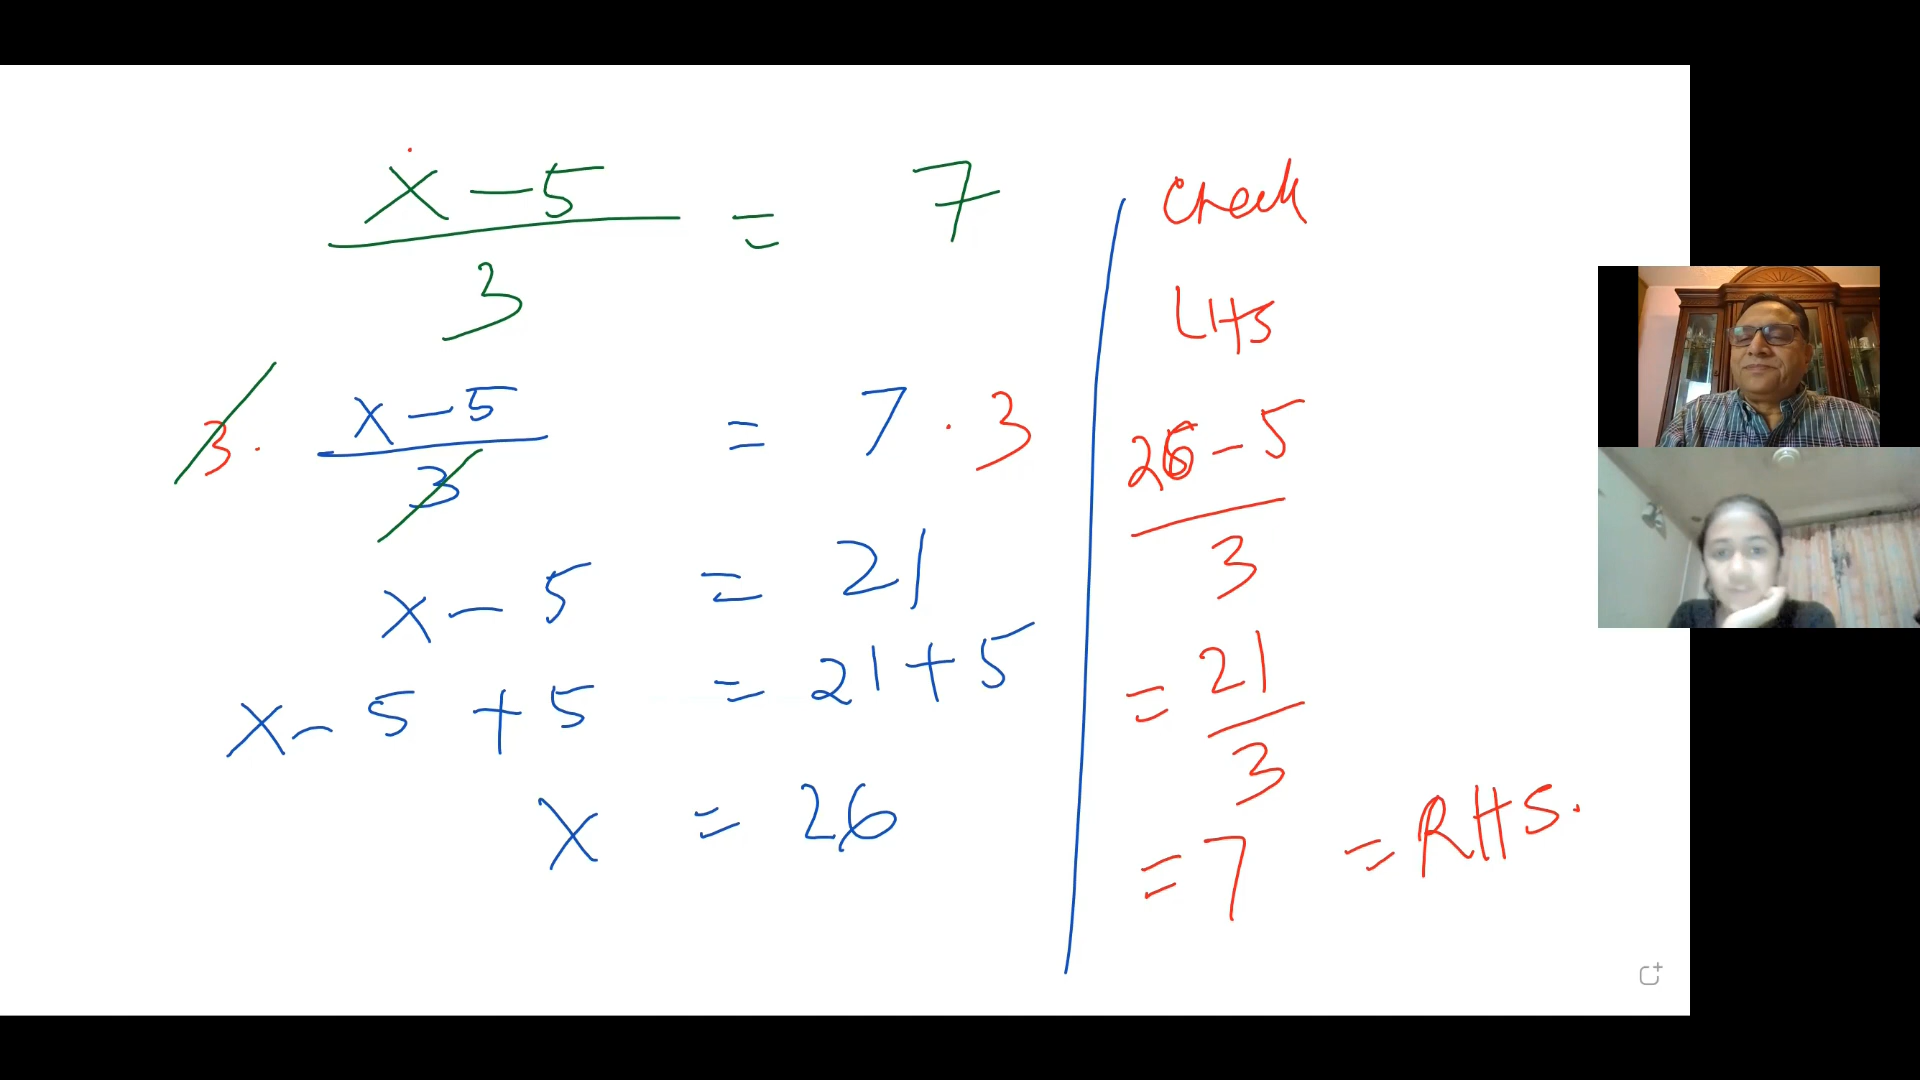 x - 5 = 7
3
3 . x - 5 = 7 . 3
3
x - 5 = 21
x - 5 + 5 = 21 + 5
x = 26
Check
LHS
26 - 5
3
= 21
3
= 7 = RHS.